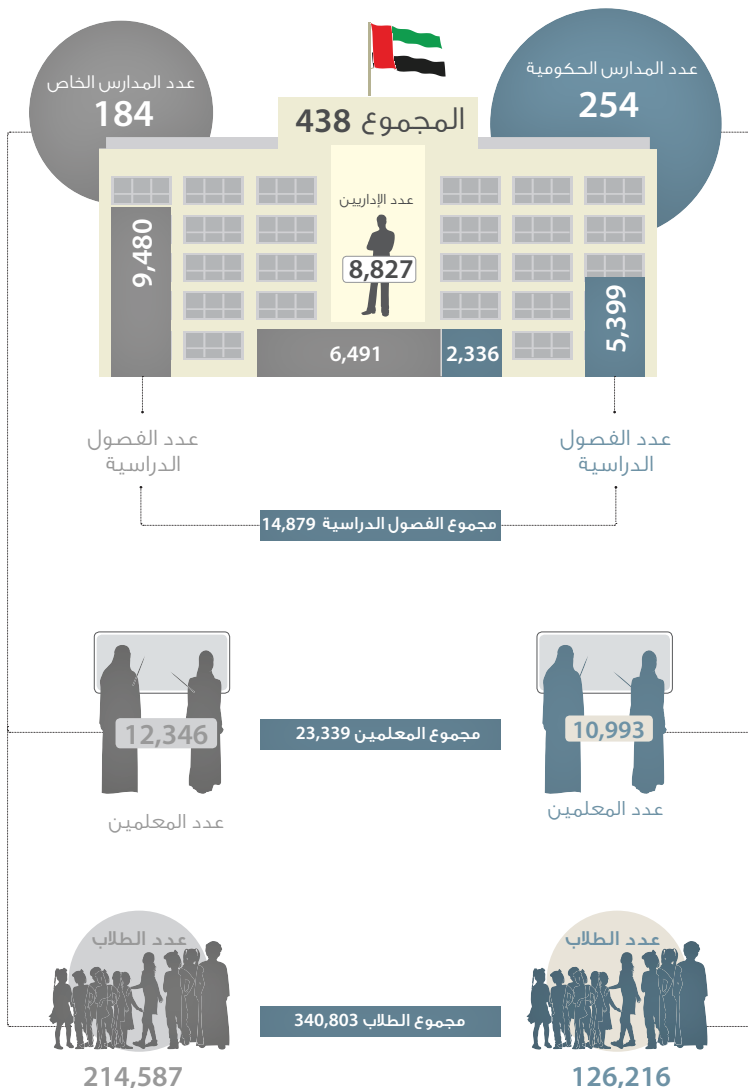 عدد المدارس الحكومية
254
عدد المدارس الخاص
184
المجموع 438
عدد الإداريين
8,827
5,399
9,480
2,336
6,491
عدد الفصول
الدراسية
عدد الفصول
الدراسية
مجموع الفصول الدراسية 14,879
10,993
عدد المعلمين
مجموع المعلمين 23,339
12,346
عدد المعلمين
عدد الطلاب
126,216
مجموع الطلاب 340,803
عدد الطلاب
214,587